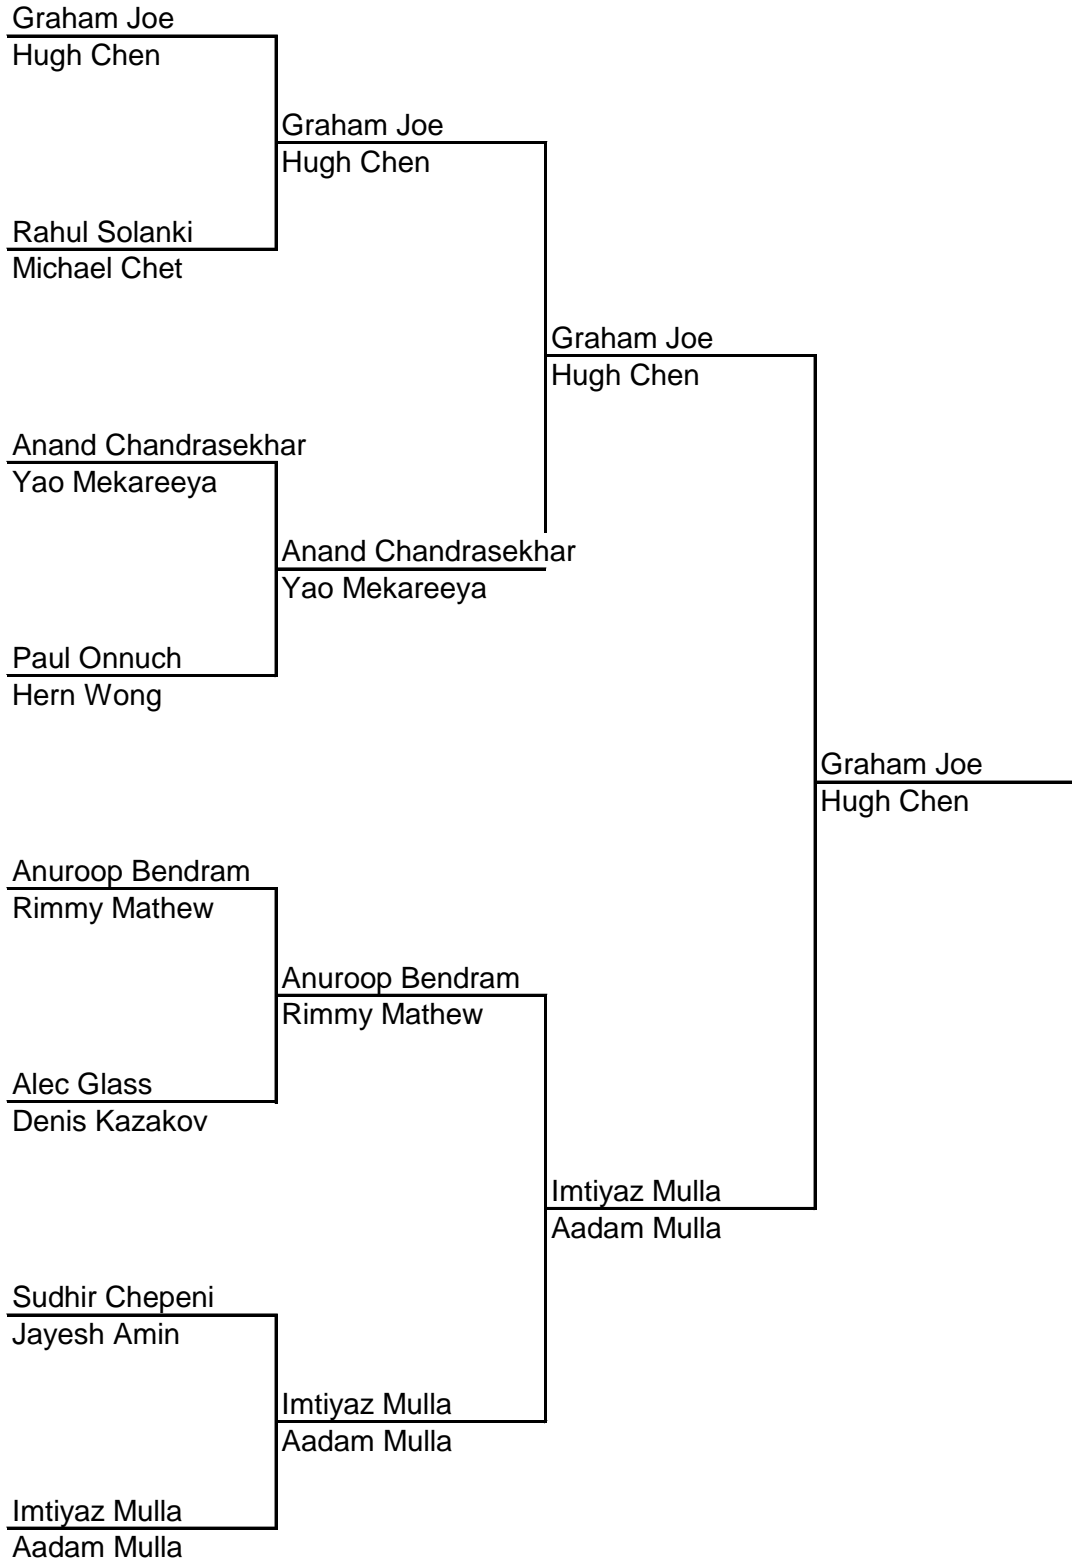 Graham Joe
Hugh Chen
Graham Joe
Hugh Chen
Rahul Solanki
Michael Chet
Graham Joe
Hugh Chen
Anand Chandrasekhar
Yao Mekareeya
Anand Chandrasekhar
Yao Mekareeya
Paul Onnuch
Hern Wong
Graham Joe
Hugh Chen
Anuroop Bendram
Rimmy Mathew
Anuroop Bendram
Rimmy Mathew
Alec Glass
Denis Kazakov
Imtiyaz Mulla
Aadam Mulla
Sudhir Chepeni
Jayesh Amin
Imtiyaz Mulla
Aadam Mulla
Imtiyaz Mulla
Aadam Mulla